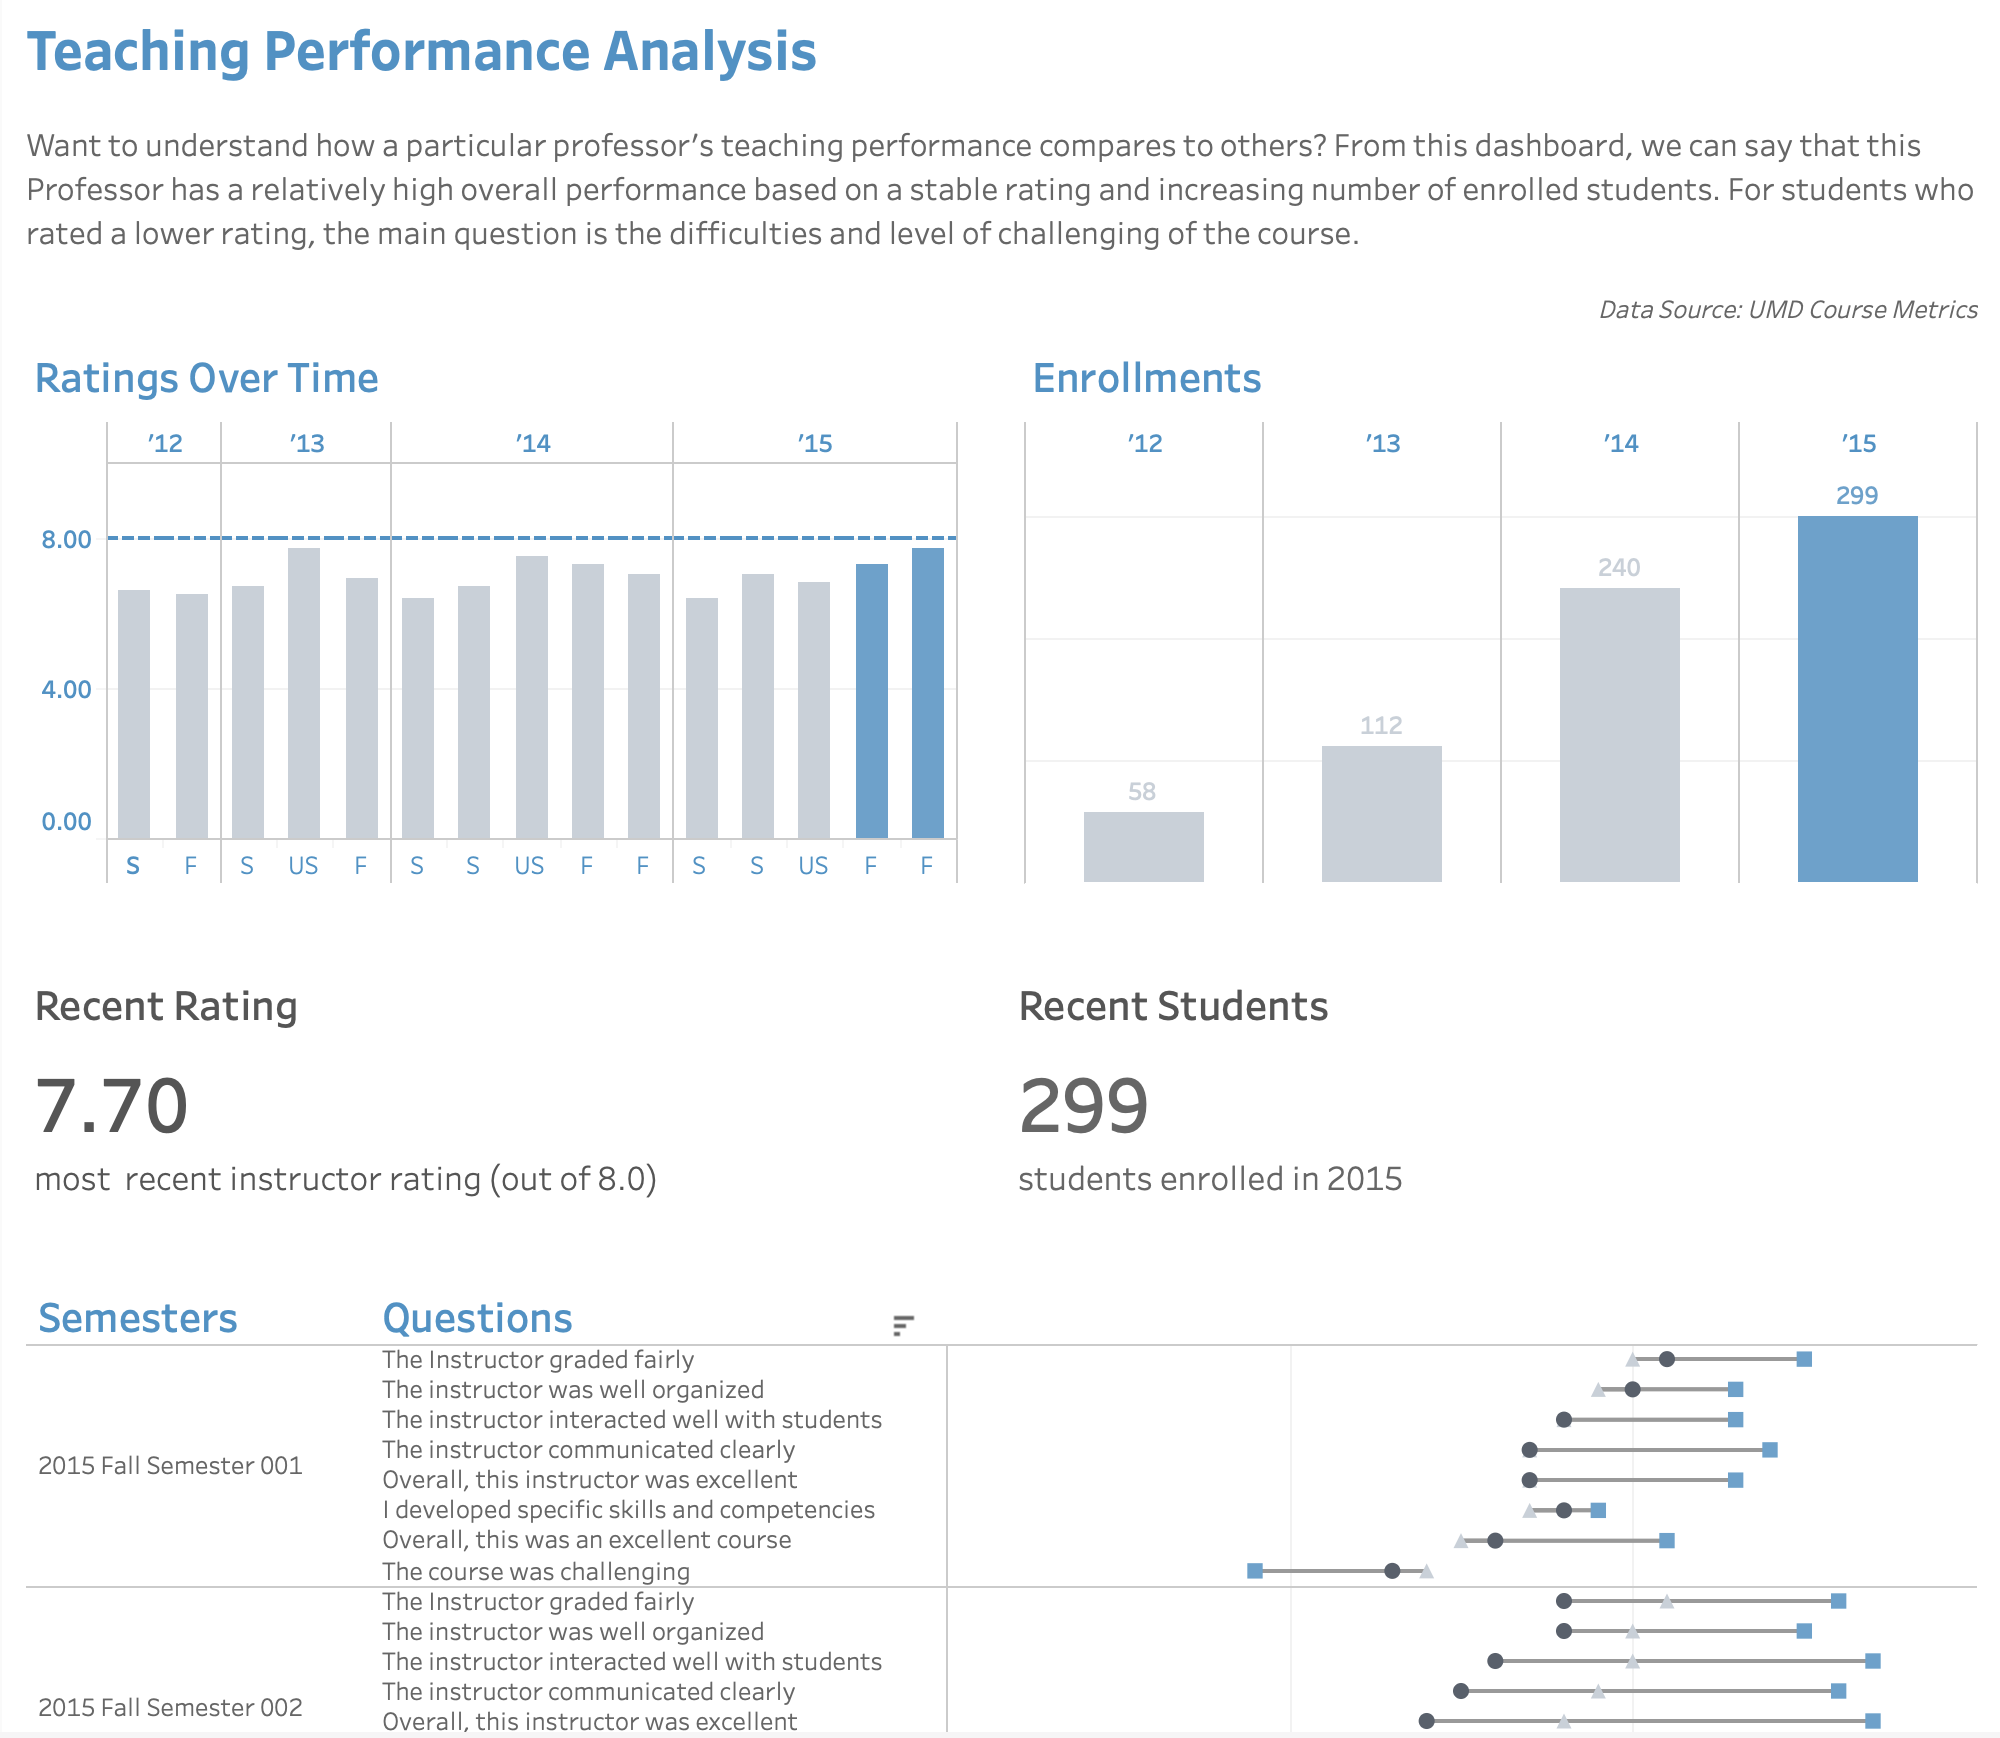 Teaching Performance Analysis
Want to understand how a particular professor's teaching performance compares to others? From this dashboard, we can say that this
Professor has a relatively high overall performance based on a stable rating and increasing number of enrolled students. For students who
rated a lower rating, the main question is the difficulties and level of challenging of the course.
Data Source: UMD Course Metrics
Ratings Over Time
'12 '13 '14 '15
8.00
4.00
0.00
S F S US F S S US F F S S US F F
Enrollments
'12 '13 '14 '15
299
240
112
58
Recent Rating
7.70
most  recent instructor rating (out of 8.0)
Recent Students
299
students enrolled in 2015
Semesters Questions
2015 Fall Semester 001
The Instructor graded fairly
The instructor was well organized
The instructor interacted well with students
The instructor communicated clearly
Overall, this instructor was excellent
I developed specific skills and competencies
Overall, this was an excellent course
The course was challenging
2015 Fall Semester 002
The Instructor graded fairly
The instructor was well organized
The instructor interacted well with students
The instructor communicated clearly
Overall, this instructor was excellent